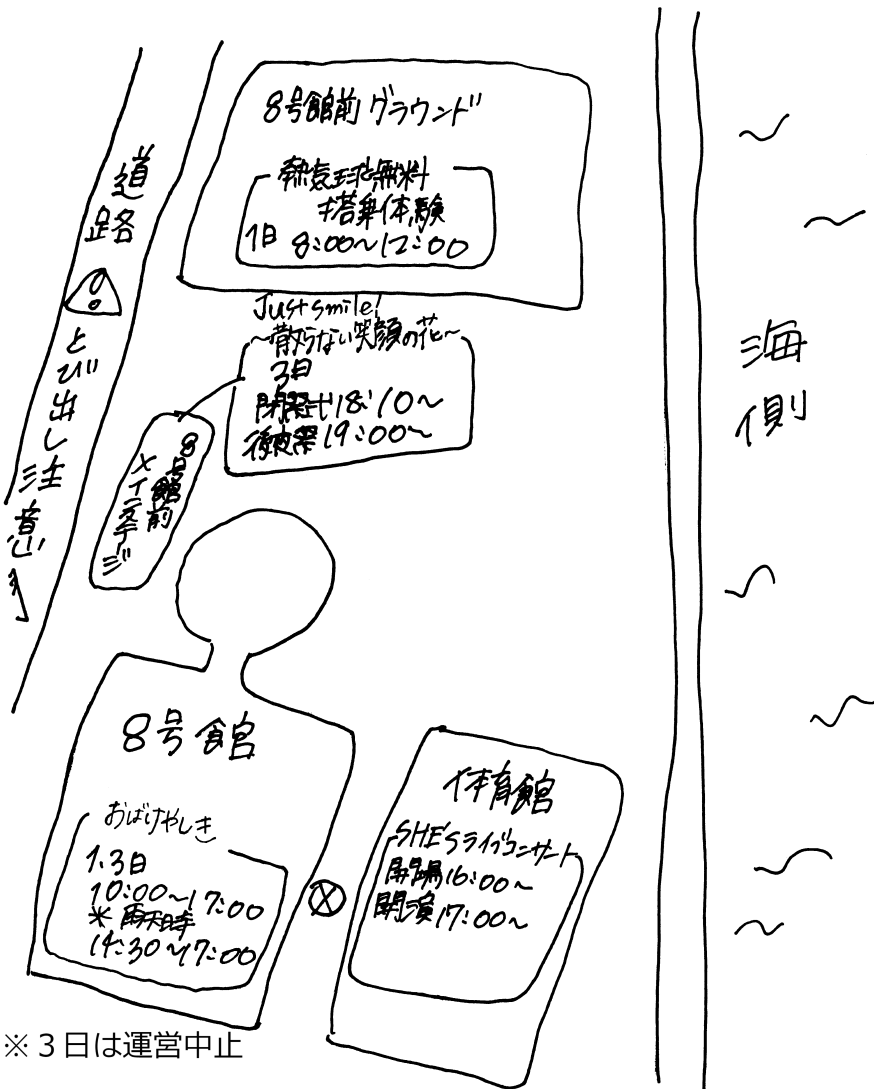 8号館前グラウンド
熱気球無料
搭乗体験
1日 8:00～12:00
道路
とび出し注意!
Just smile!
～散らない笑顔の花～
3日
閉祭式18:10～
後夜祭19:00～
8号館前
メインステージ
海側
8号館
おばけやしき
1.3日
10:00～17:00
* 雨天時
14:30～17:00
体育館
SHE'Sライブコンサート
開場16:00～
開演17:00～
※３日は運営中止